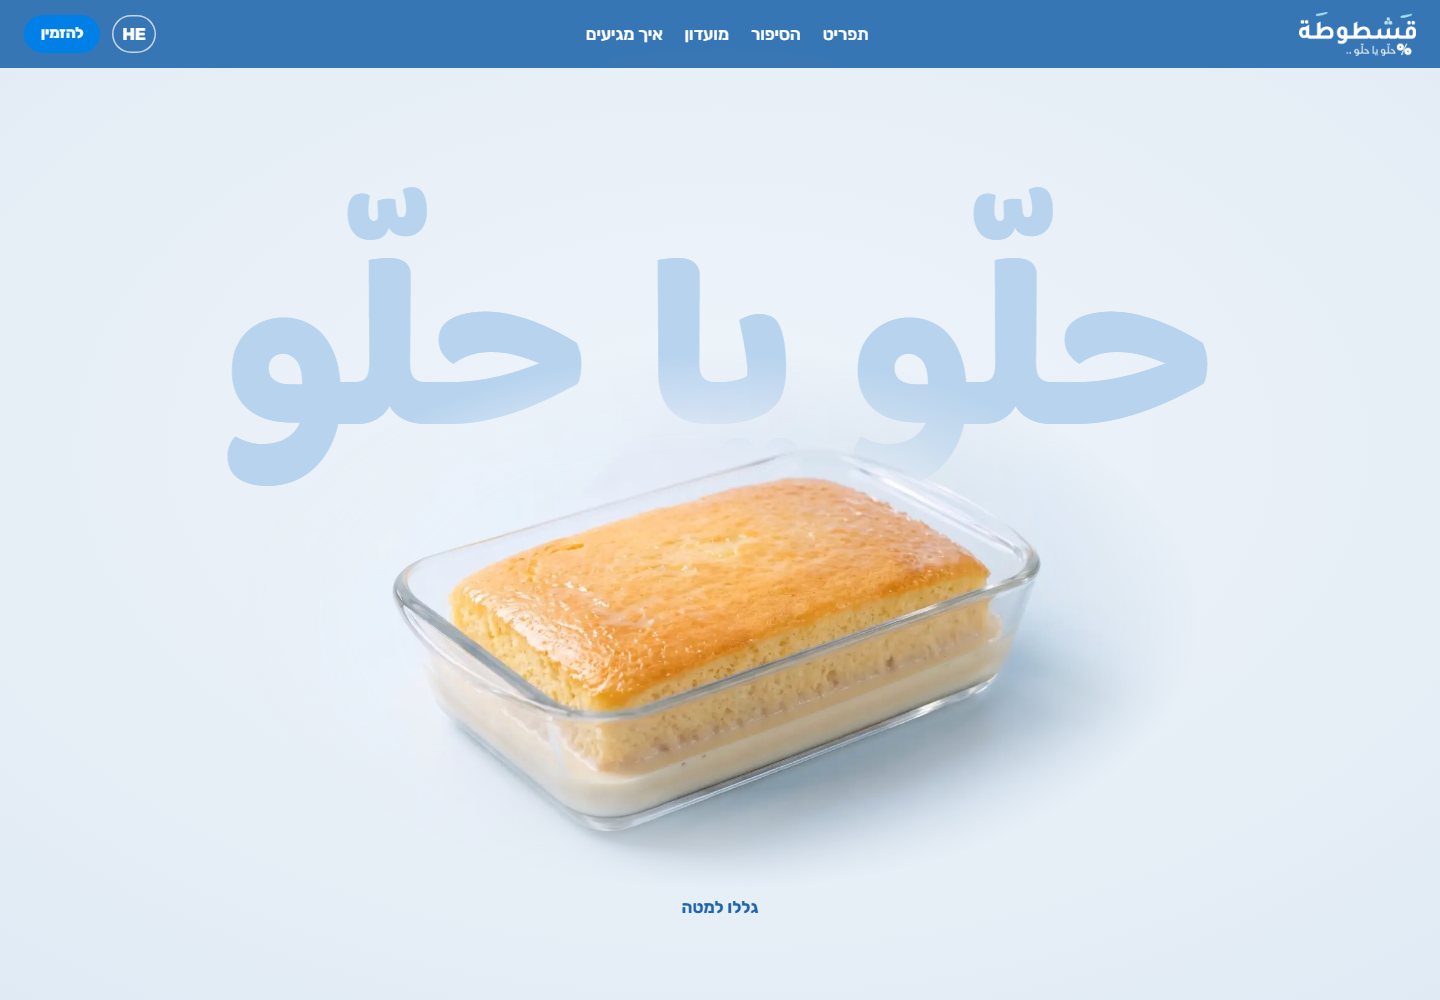 قَشطوطَة
%حلّو يا حلّو ..
תפריט הסיפור מועדון איך מגיעים
HE
להזמין
حلّو يا حلّو
גללו למטה